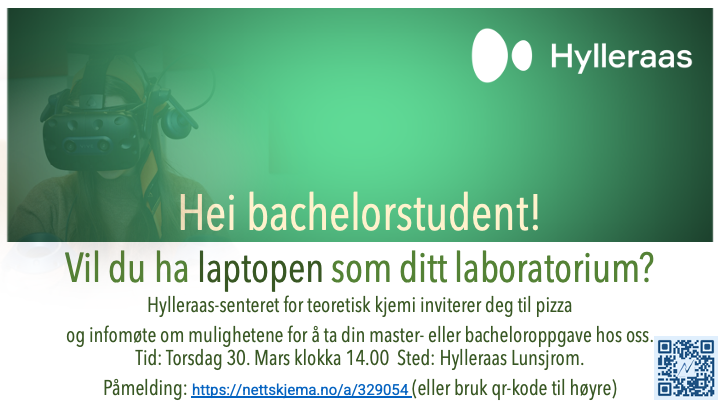 Hylleraas
Hei bachelorstudent!
Vil du ha laptopen som ditt laboratorium?
Hylleraas-senteret for teoretisk kjemi inviterer deg til pizza
og infomøte om mulighetene for å ta din master- eller bacheloroppgave hos oss.
Tid: Torsdag 30. Mars klokka 14.00  Sted: Hylleraas Lunsjrom.
Påmelding: https://nettskjema.no/a/329054 (eller bruk qr-kode til høyre)